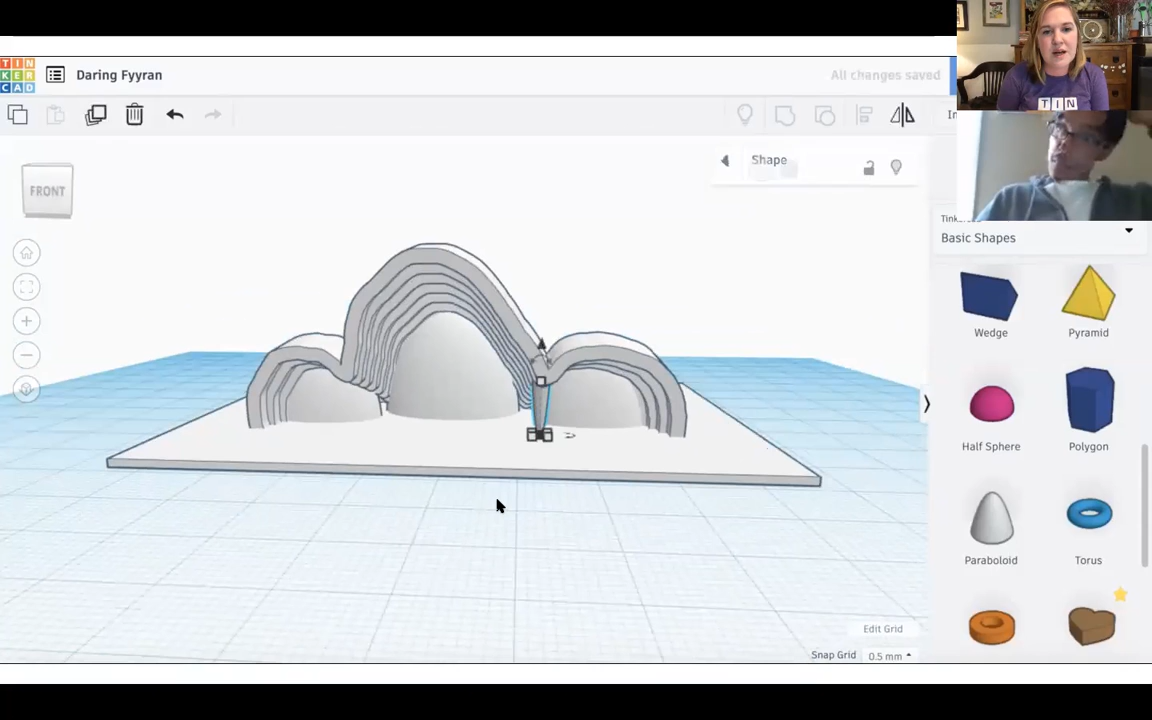 TIN
KER
CAD
Daring Fyyran
All changes saved
TIN
FRONT
Shape
Basic Shapes
Wedge
Pyramid
Half Sphere
Polygon
Paraboloid
Torus
Edit Grid
Snap Grid 0.5 mm